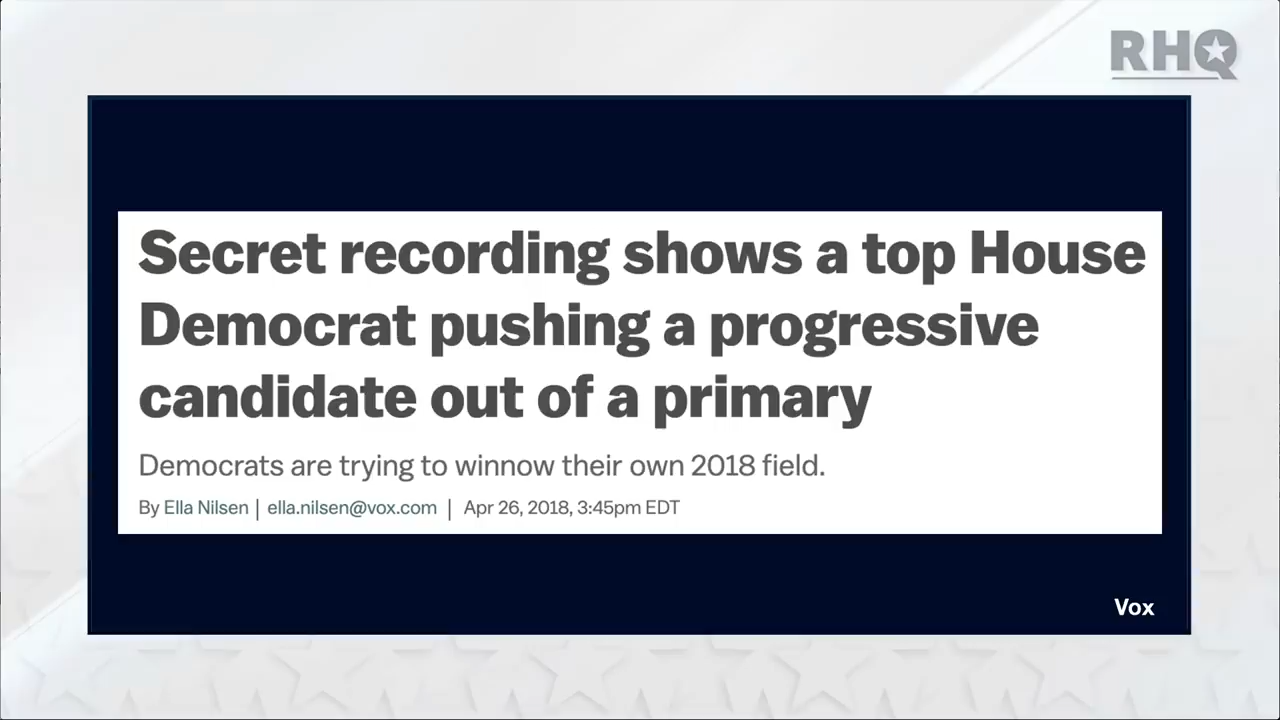 RHQ
Secret recording shows a top House
Democrat pushing a progressive
candidate out of a primary
Democrats are trying to winnow their own 2018 field.
By Ella Nilsen | ella.nilsen@vox.com | Apr 26, 2018, 3:45pm EDT
Vox